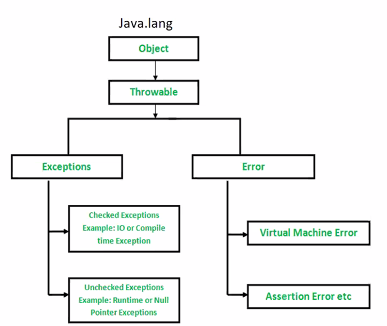 Java.lang
Object
Throwable
Exceptions
Error
Checked Exceptions
Example: IO or Compile
time Exception
Virtual Machine Error
Unchecked Exceptions
Example: Runtime or Null
Pointer Exceptions
Assertion Error etc